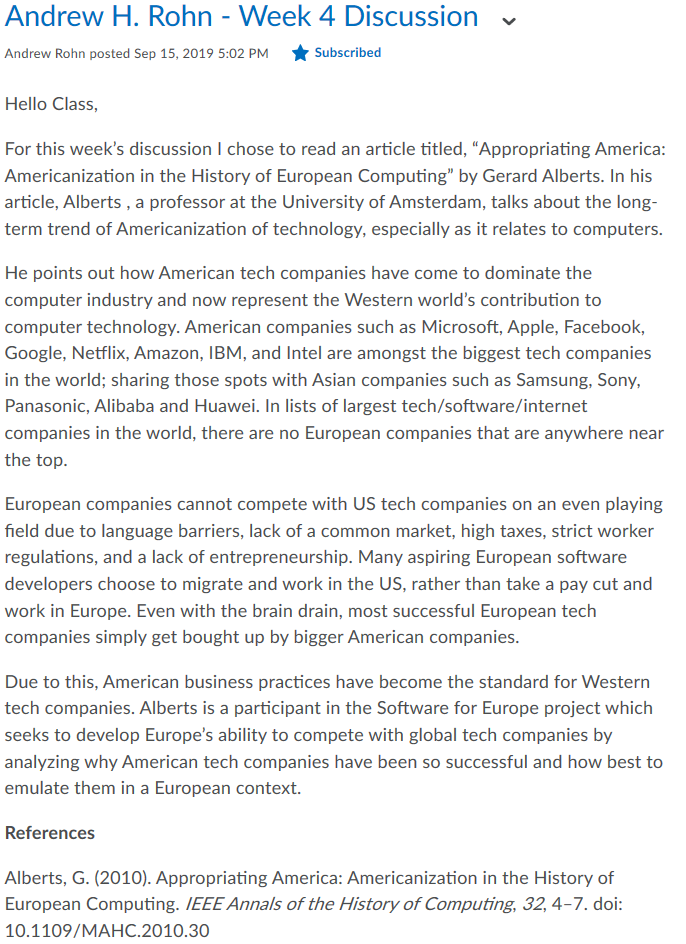 Andrew H. Rohn - Week 4 Discussion
Andrew Rohn posted Sep 15, 2019 5:02 PM Subscribed
Hello Class,
For this week’s discussion I chose to read an article titled, “Appropriating America:
Americanization in the History of European Computing” by Gerard Alberts. In his
article, Alberts , a professor at the University of Amsterdam, talks about the long-
term trend of Americanization of technology, especially as it relates to computers.
He points out how American tech companies have come to dominate the
computer industry and now represent the Western world’s contribution to
computer technology. American companies such as Microsoft, Apple, Facebook,
Google, Netflix, Amazon, IBM, and Intel are amongst the biggest tech companies
in the world; sharing those spots with Asian companies such as Samsung, Sony,
Panasonic, Alibaba and Huawei. In lists of largest tech/software/internet
companies in the world, there are no European companies that are anywhere near
the top.
European companies cannot compete with US tech companies on an even playing
field due to language barriers, lack of a common market, high taxes, strict worker
regulations, and a lack of entrepreneurship. Many aspiring European software
developers choose to migrate and work in the US, rather than take a pay cut and
work in Europe. Even with the brain drain, most successful European tech
companies simply get bought up by bigger American companies.
Due to this, American business practices have become the standard for Western
tech companies. Alberts is a participant in the Software for Europe project which
seeks to develop Europe’s ability to compete with global tech companies by
analyzing why American tech companies have been so successful and how best to
emulate them in a European context.
References
Alberts, G. (2010). Appropriating America: Americanization in the History of
European Computing. IEEE Annals of the History of Computing, 32, 4–7. doi:
10.1109/MAHC.2010.30